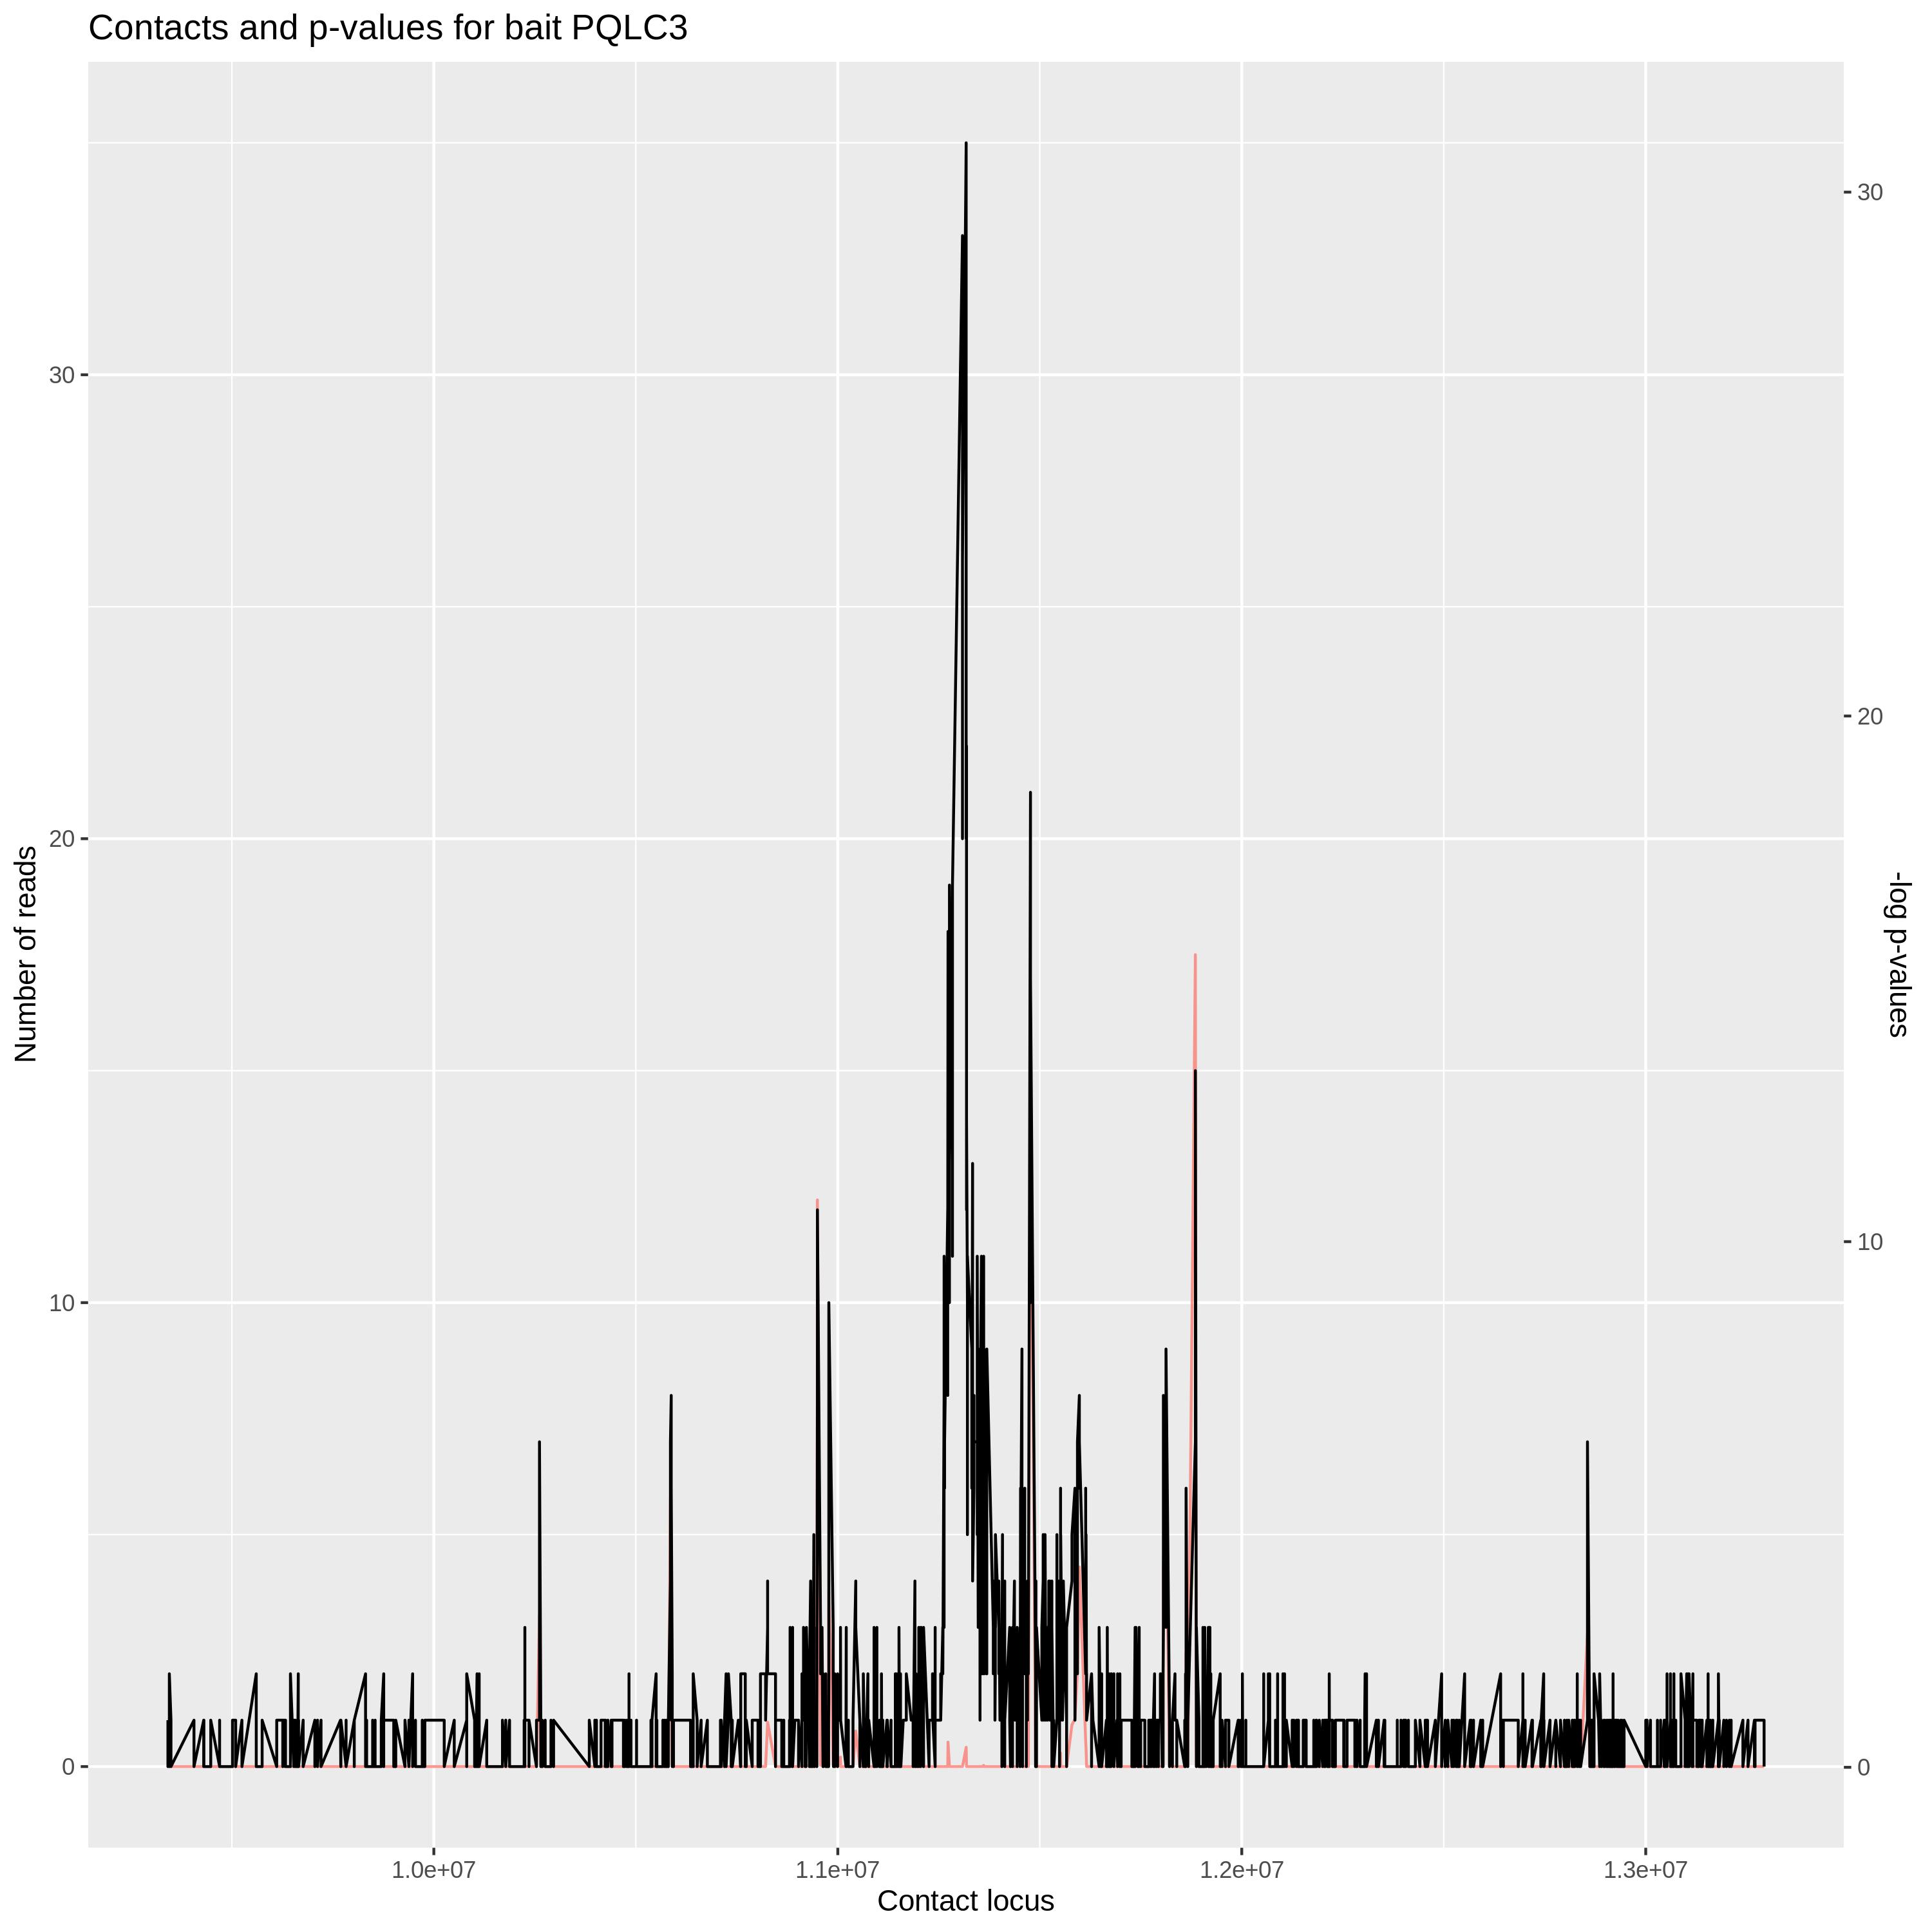 Contacts and p-values for bait PQLC3
30
20
10
0
Number of reads
30
20
10
0
-log p-values
1.0e+07
1.1e+07
1.2e+07
1.3e+07
Contact locus